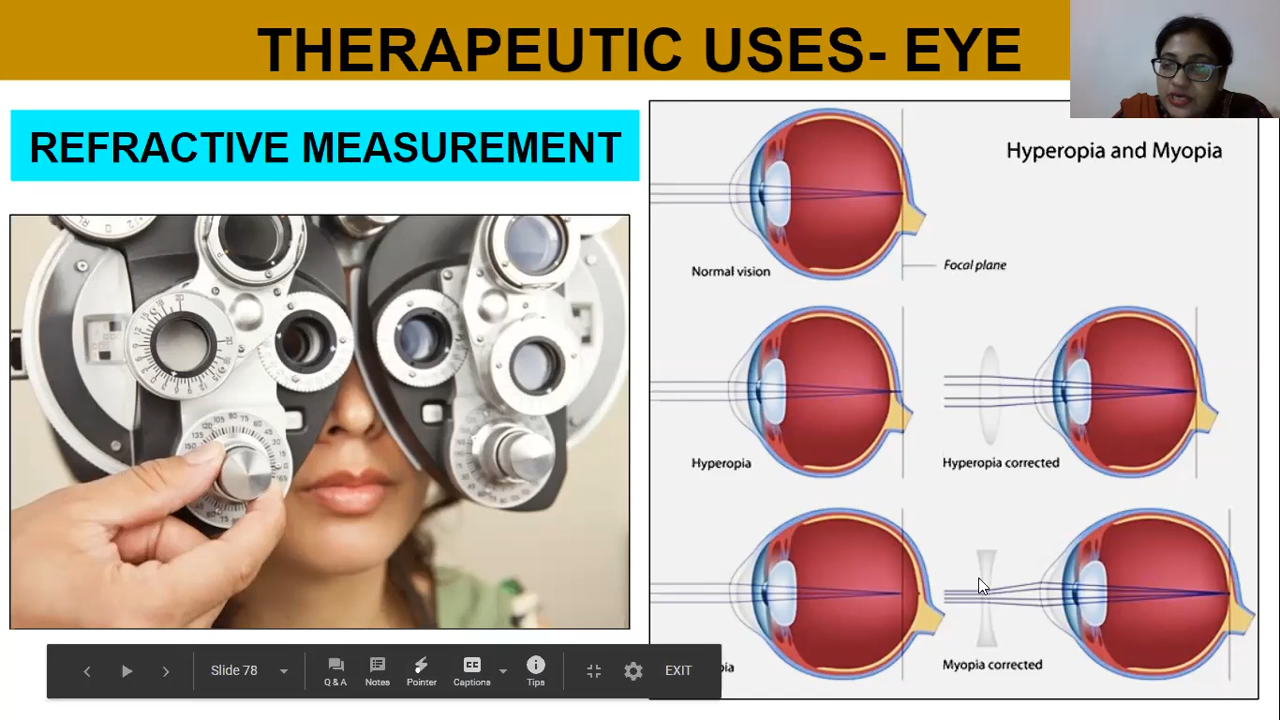 THERAPEUTIC USES- EYE
REFRACTIVE MEASUREMENT
Hyperopia and Myopia
Normal vision
Focal plane
Hyperopia
Hyperopia corrected
Myopia corrected
Slide 78
Q & A
Notes
Pointer
Captions
Tips
EXIT